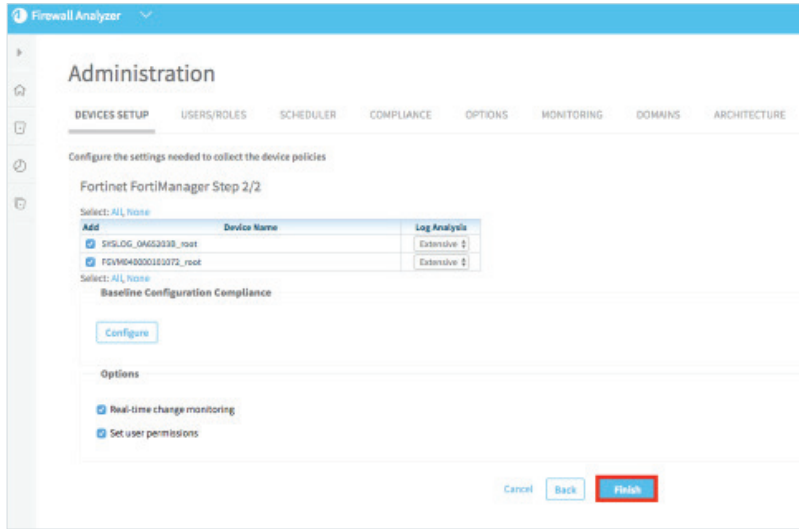 Firewall Analyzer
Administration
DEVICES SETUP USERS/ROLES SCHEDULER COMPLIANCE OPTIONS MONITORING DOMAINS ARCHITECTURE
Configure the settings needed to collect the device policies
Fortinet FortiManager Step 2/2
Select: All, None
Add Device Name Log Analysis
SYSLOG_0A652038_root Extensive
FGVM040000101072_root Extensive
Select: All, None
Baseline Configuration Compliance
Configure
Options
Real-time change monitoring
Set user permissions
Cancel Back Finish